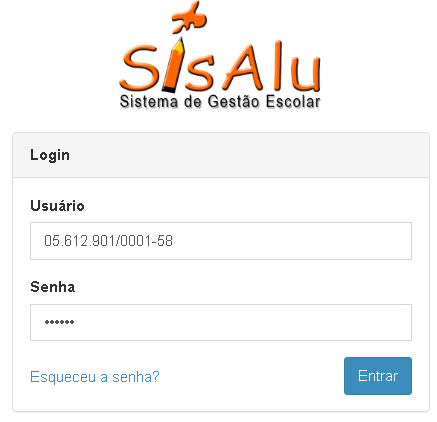 SisAlu
Sistema de Gestão Escolar
Login
Usuário
05.612.901/0001-58
Senha
••••••
Esqueceu a senha?
Entrar